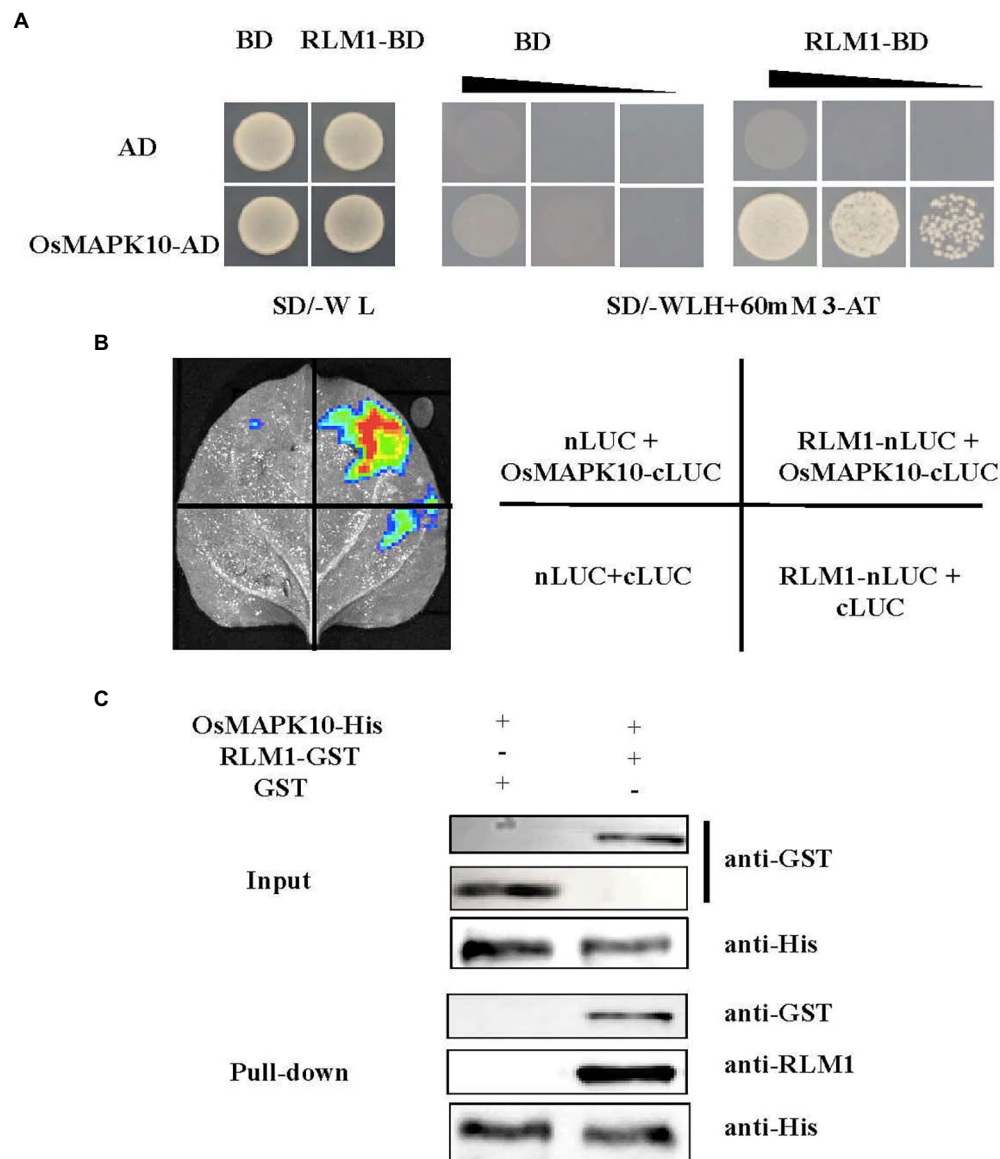 A
BD RLM1-BD BD RLM1-BD
AD
OsMAPK10-AD
SD/-W L SD/-WLH+60mM 3-AT
B
nLUC +
OsMAPK10-cLUC
RLM1-nLUC +
OsMAPK10-cLUC
nLUC+cLUC
RLM1-nLUC +
cLUC
C
OsMAPK10-His + +
RLM1-GST - +
GST + -
Input
anti-GST
anti-His
Pull-down
anti-GST
anti-RLM1
anti-His